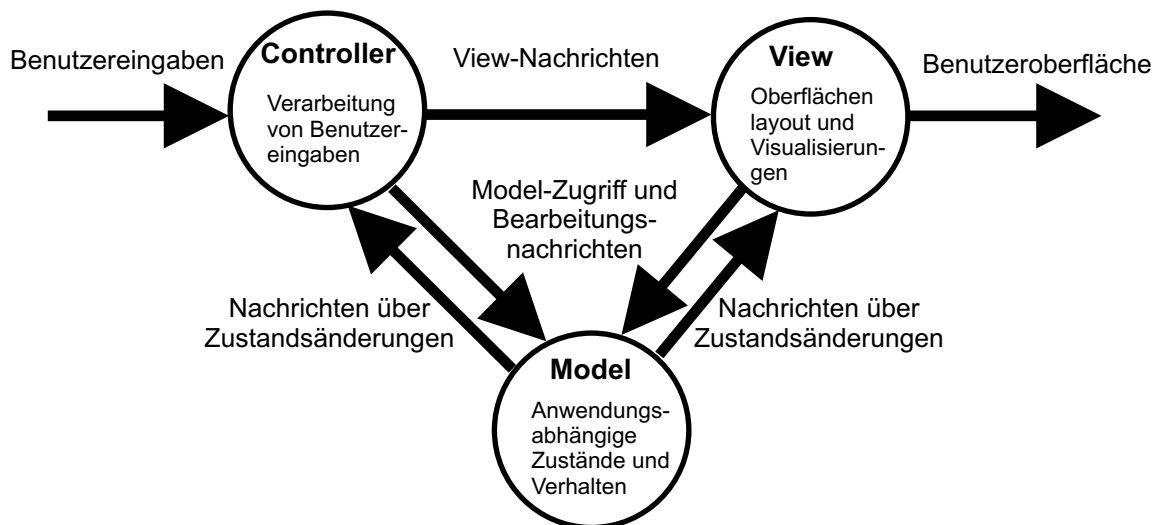 Benutzereingaben
Controller
Verarbeitung
von Benutzer-
eingaben
View-Nachrichten
View
Oberflächen
layout und
Visualisierun-
gen
Benutzeroberfläche
Model-Zugriff und
Bearbeitungs-
nachrichten
Nachrichten über
Zustandsänderungen
Nachrichten über
Zustandsänderungen
Model
Anwendungs-
abhängige
Zustände und
Verhalten